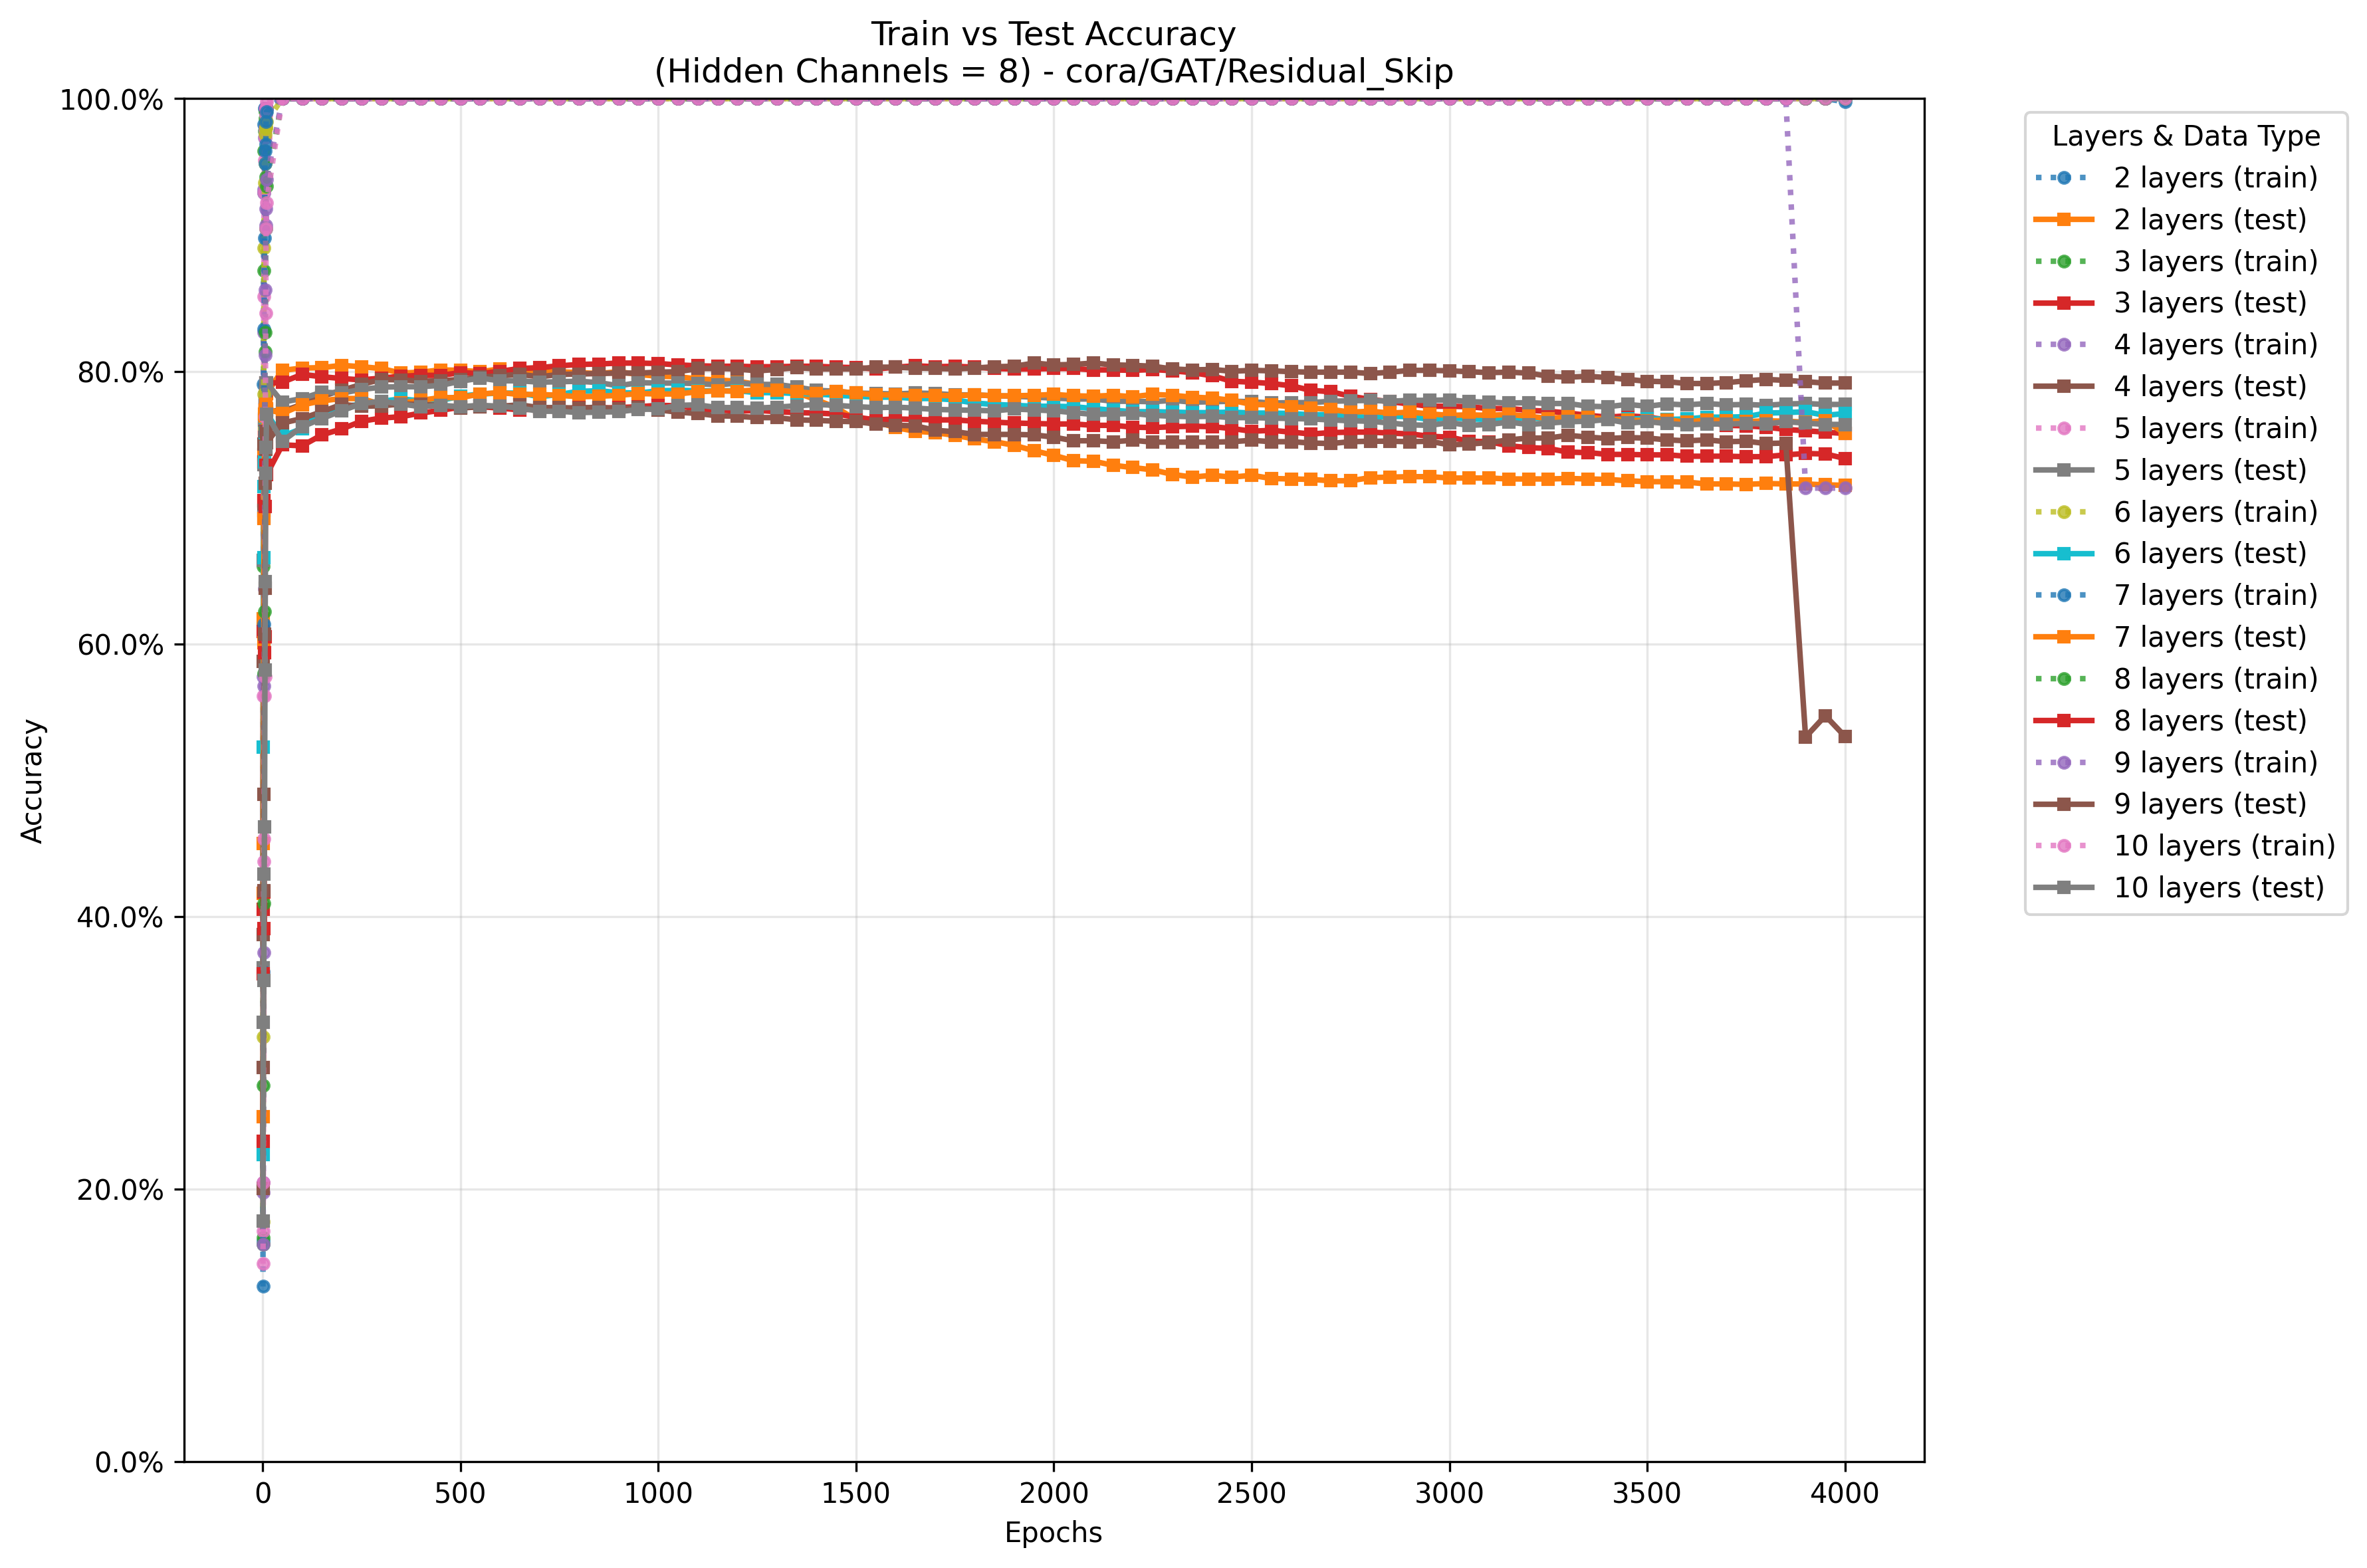 Train vs Test Accuracy
(Hidden Channels = 8) - cora/GAT/Residual_Skip
100.0%
80.0%
60.0%
40.0%
20.0%
0.0%
Accuracy
0 500 1000 1500 2000 2500 3000 3500 4000
Epochs
Layers & Data Type
2 layers (train)
2 layers (test)
3 layers (train)
3 layers (test)
4 layers (train)
4 layers (test)
5 layers (train)
5 layers (test)
6 layers (train)
6 layers (test)
7 layers (train)
7 layers (test)
8 layers (train)
8 layers (test)
9 layers (train)
9 layers (test)
10 layers (train)
10 layers (test)